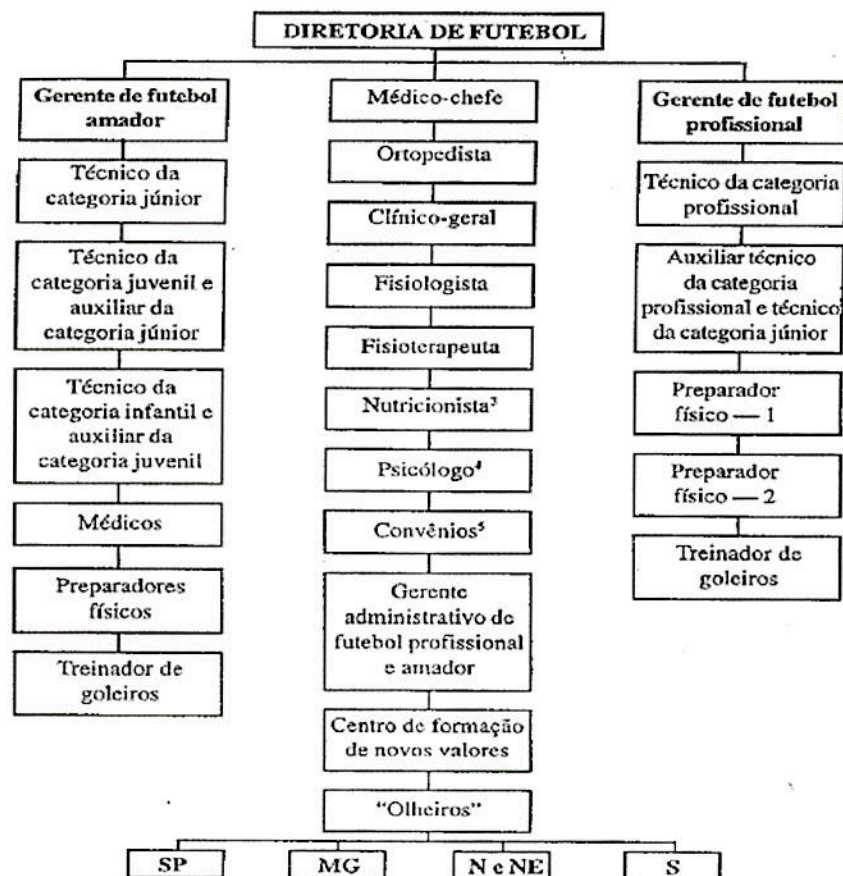 DIRETORIA DE FUTEBOL
Gerente de futebol
amador
Técnico da
categoria júnior
Técnico da
categoria juvenil e
auxiliar da
categoria júnior
Técnico da
categoria infantil e
auxiliar da
categoria juvenil
Médicos
Preparadores
físicos
Treinador de
goleiros
Médico-chefe
Ortopedista
Clínico-geral
Fisiologista
Fisioterapeuta
Nutricionista³
Psicólogo⁴
Convênios⁵
Gerente
administrativo de
futebol profissional
e amador
Centro de formação
de novos valores
“Olheiros”
SP
MG
N e NE
S
Gerente de futebol
profissional
Técnico da categoria
profissional
Auxiliar técnico
da categoria
profissional e técnico
da categoria júnior
Preparador
físico — 1
Preparador
físico — 2
Treinador de
goleiros